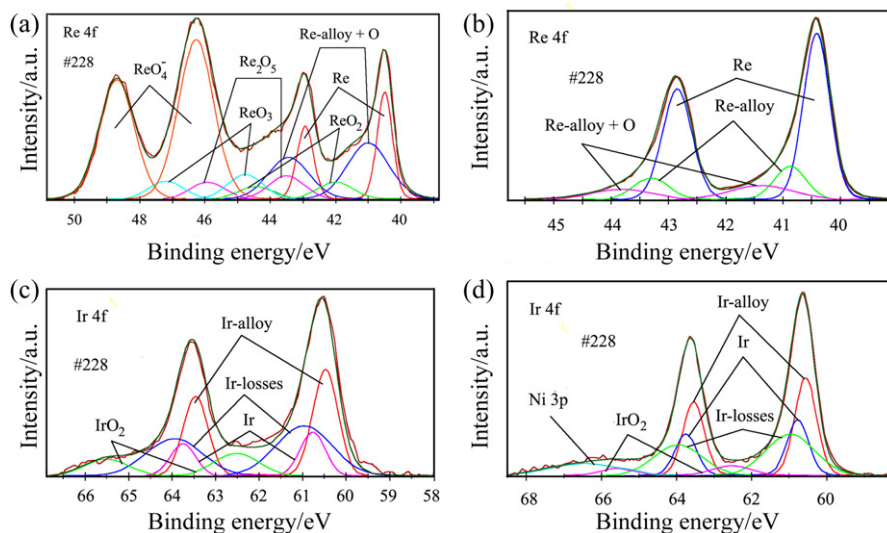 (a)
Re 4f
#228
ReO₄⁻
Re₂O₅
ReO₃
Re-alloy + O
Re
ReO₂
Intensity/a.u.
50 48 46 44 42 40
Binding energy/eV
(b)
Re 4f
#228
Re
Re-alloy
Re-alloy + O
Intensity/a.u.
45 44 43 42 41 40
Binding energy/eV
(c)
Ir 4f
#228
Ir-alloy
Ir-losses
IrO₂
Ir
Intensity/a.u.
66 65 64 63 62 61 60 59 58
Binding energy/eV
(d)
Ir 4f
#228
Ir-alloy
Ir
Ni 3p
IrO₂
Ir-losses
Intensity/a.u.
68 66 64 62 60
Binding energy/eV